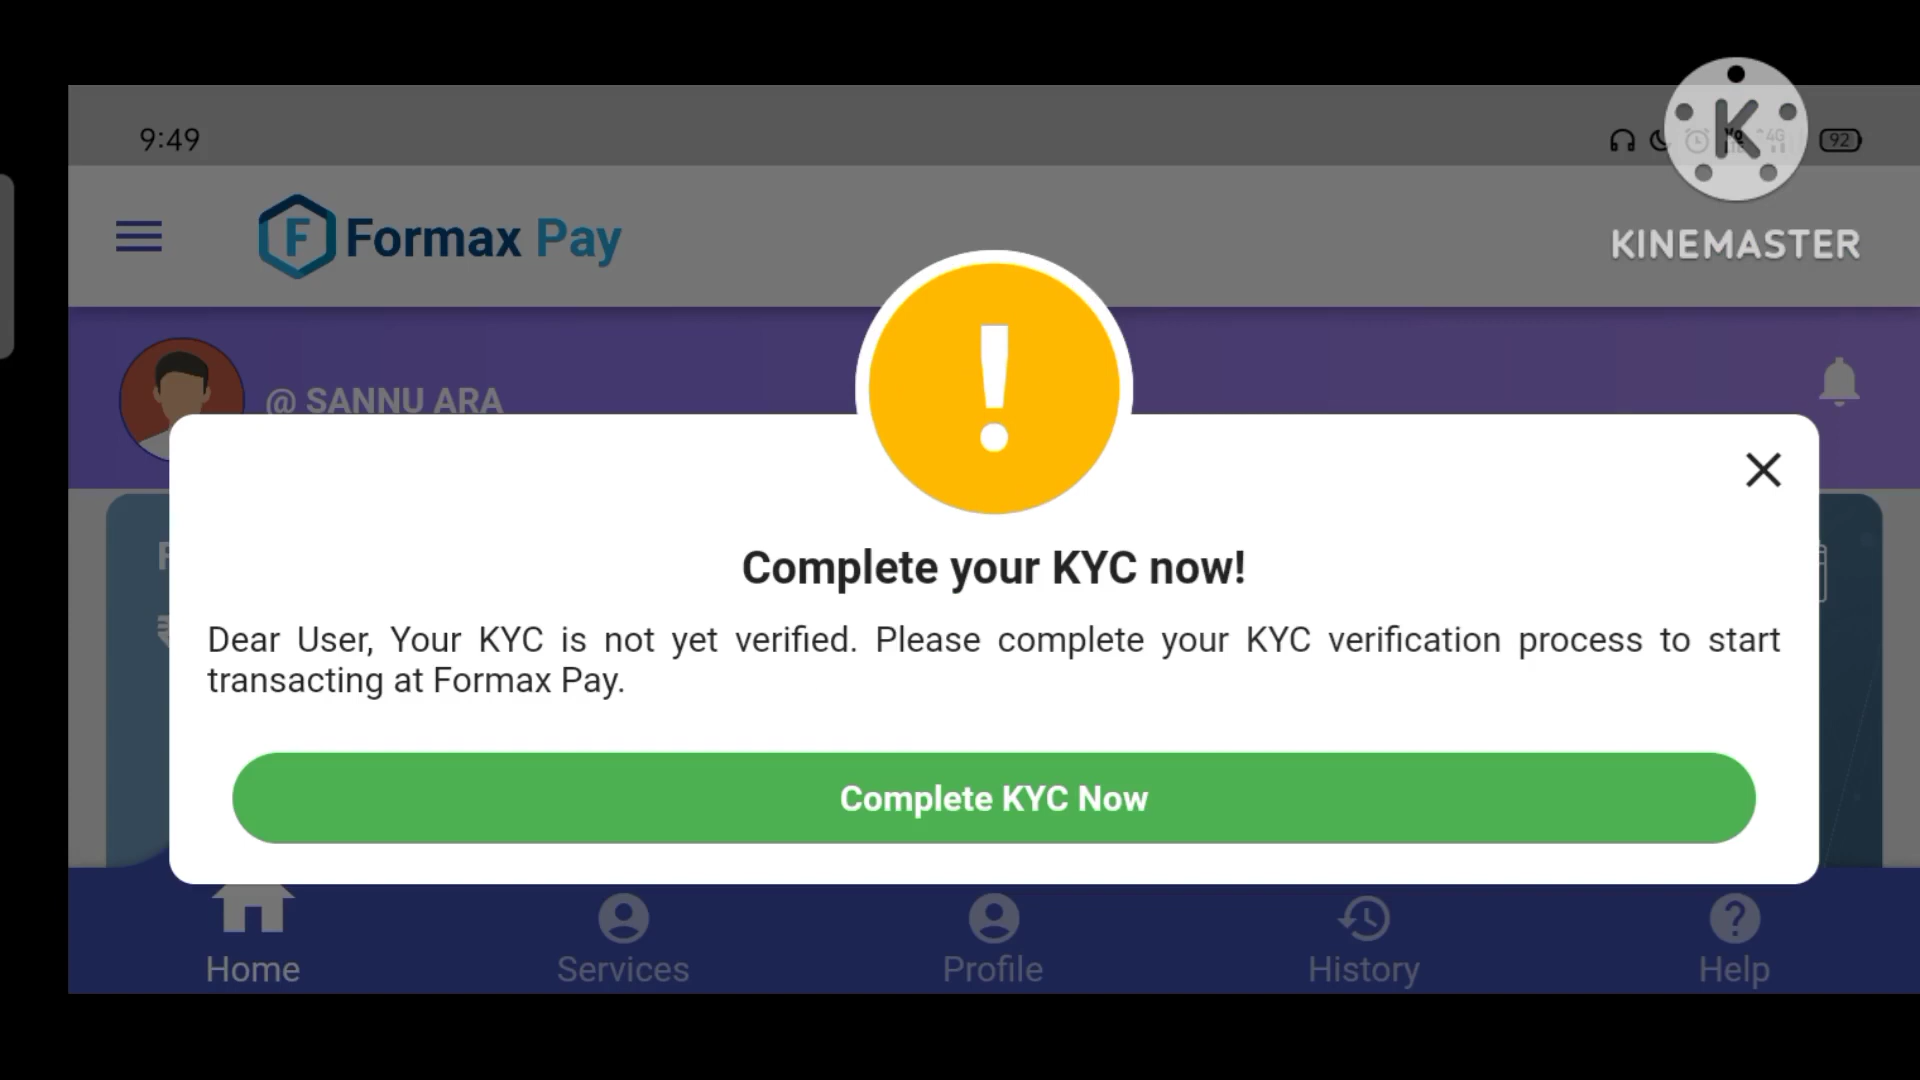 9:49
92
K
KINEMASTER
F Formax Pay
@ SANNU ARA
Complete your KYC now!
Dear User, Your KYC is not yet verified. Please complete your KYC verification process to start
transacting at Formax Pay.
Complete KYC Now
Home Services Profile History Help